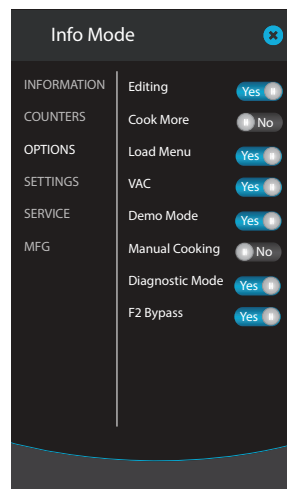 Info Mode
INFORMATION
COUNTERS
OPTIONS
SETTINGS
SERVICE
MFG
Editing Yes
Cook More No
Load Menu Yes
VAC Yes
Demo Mode Yes
Manual Cooking No
Diagnostic Mode Yes
F2 Bypass Yes